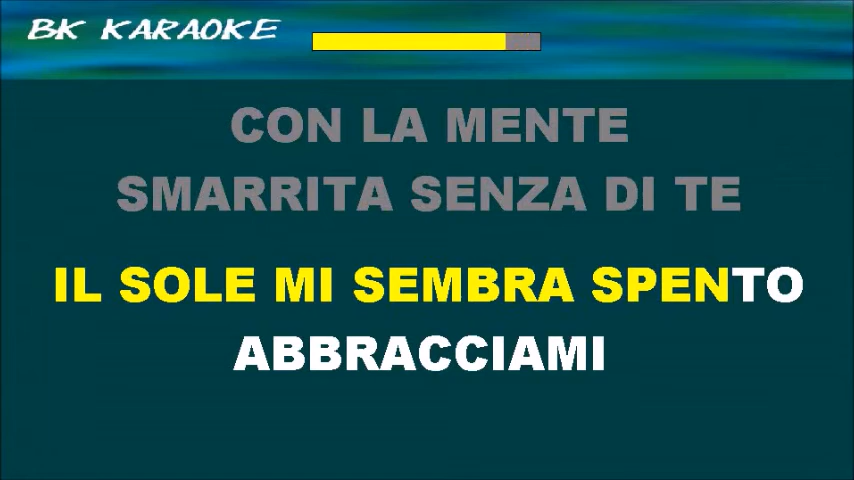 BK KARAOKE
CON LA MENTE
SMARRITA SENZA DI TE
IL SOLE MI SEMBRA SPENTO
ABBRACCIAMI